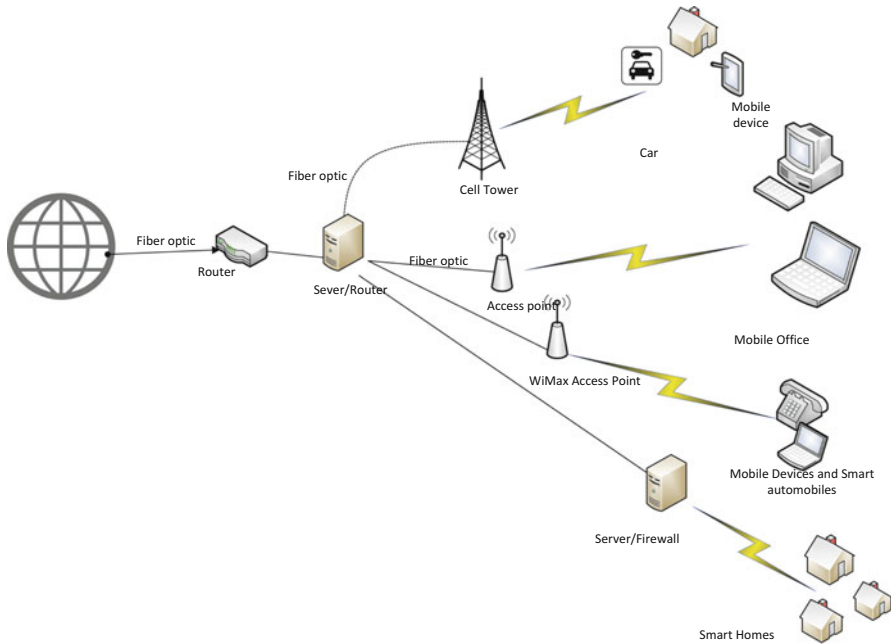 Mobile
device
Car
Fiber optic
Cell Tower
Fiber optic
Router
Fiber optic
Sever/Router
Access point
Mobile Office
WiMax Access Point
Mobile Devices and Smart
automobiles
Server/Firewall
Smart Homes